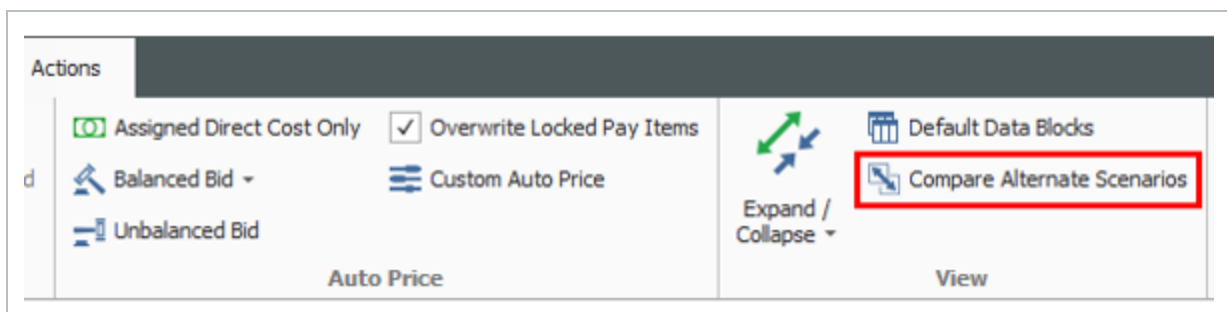 Actions
d
Assigned Direct Cost Only
Balanced Bid
Unbalanced Bid
Overwrite Locked Pay Items
Custom Auto Price
Auto Price
Expand /
Collapse
Default Data Blocks
Compare Alternate Scenarios
View